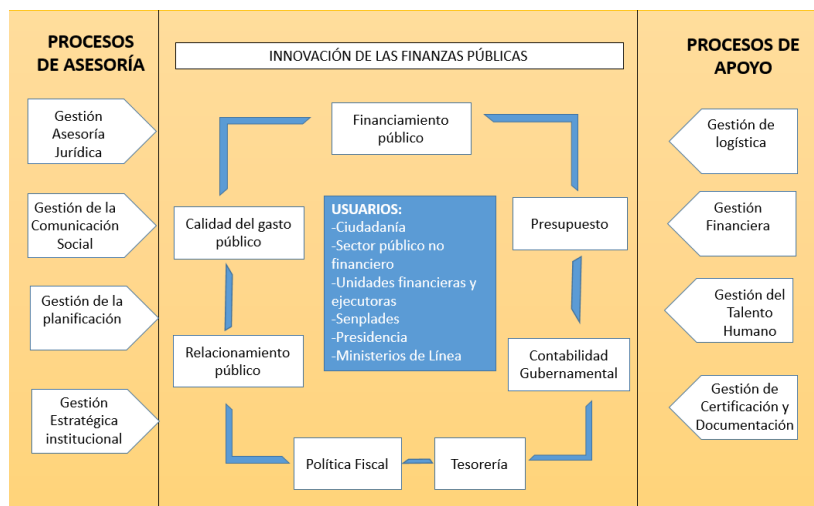 PROCESOS
DE ASESORÍA
Gestión
Asesoría
Jurídica
Gestión de la
Comunicación
Social
Gestión de la
planificación
Gestión
Estratégica
institucional
INNOVACIÓN DE LAS FINANZAS PÚBLICAS
Financiamiento
público
Calidad del gasto
público
Presupuesto
USUARIOS:
-Ciudadanía
-Sector público no
financiero
-Unidades financieras y
ejecutoras
-Senplades
-Presidencia
-Ministerios de Línea
Relacionamiento
público
Contabilidad
Gubernamental
Política Fiscal
Tesorería
PROCESOS DE
APOYO
Gestión de
logística
Gestión
Financiera
Gestión del
Talento
Humano
Gestión de
Certificación y
Documentación